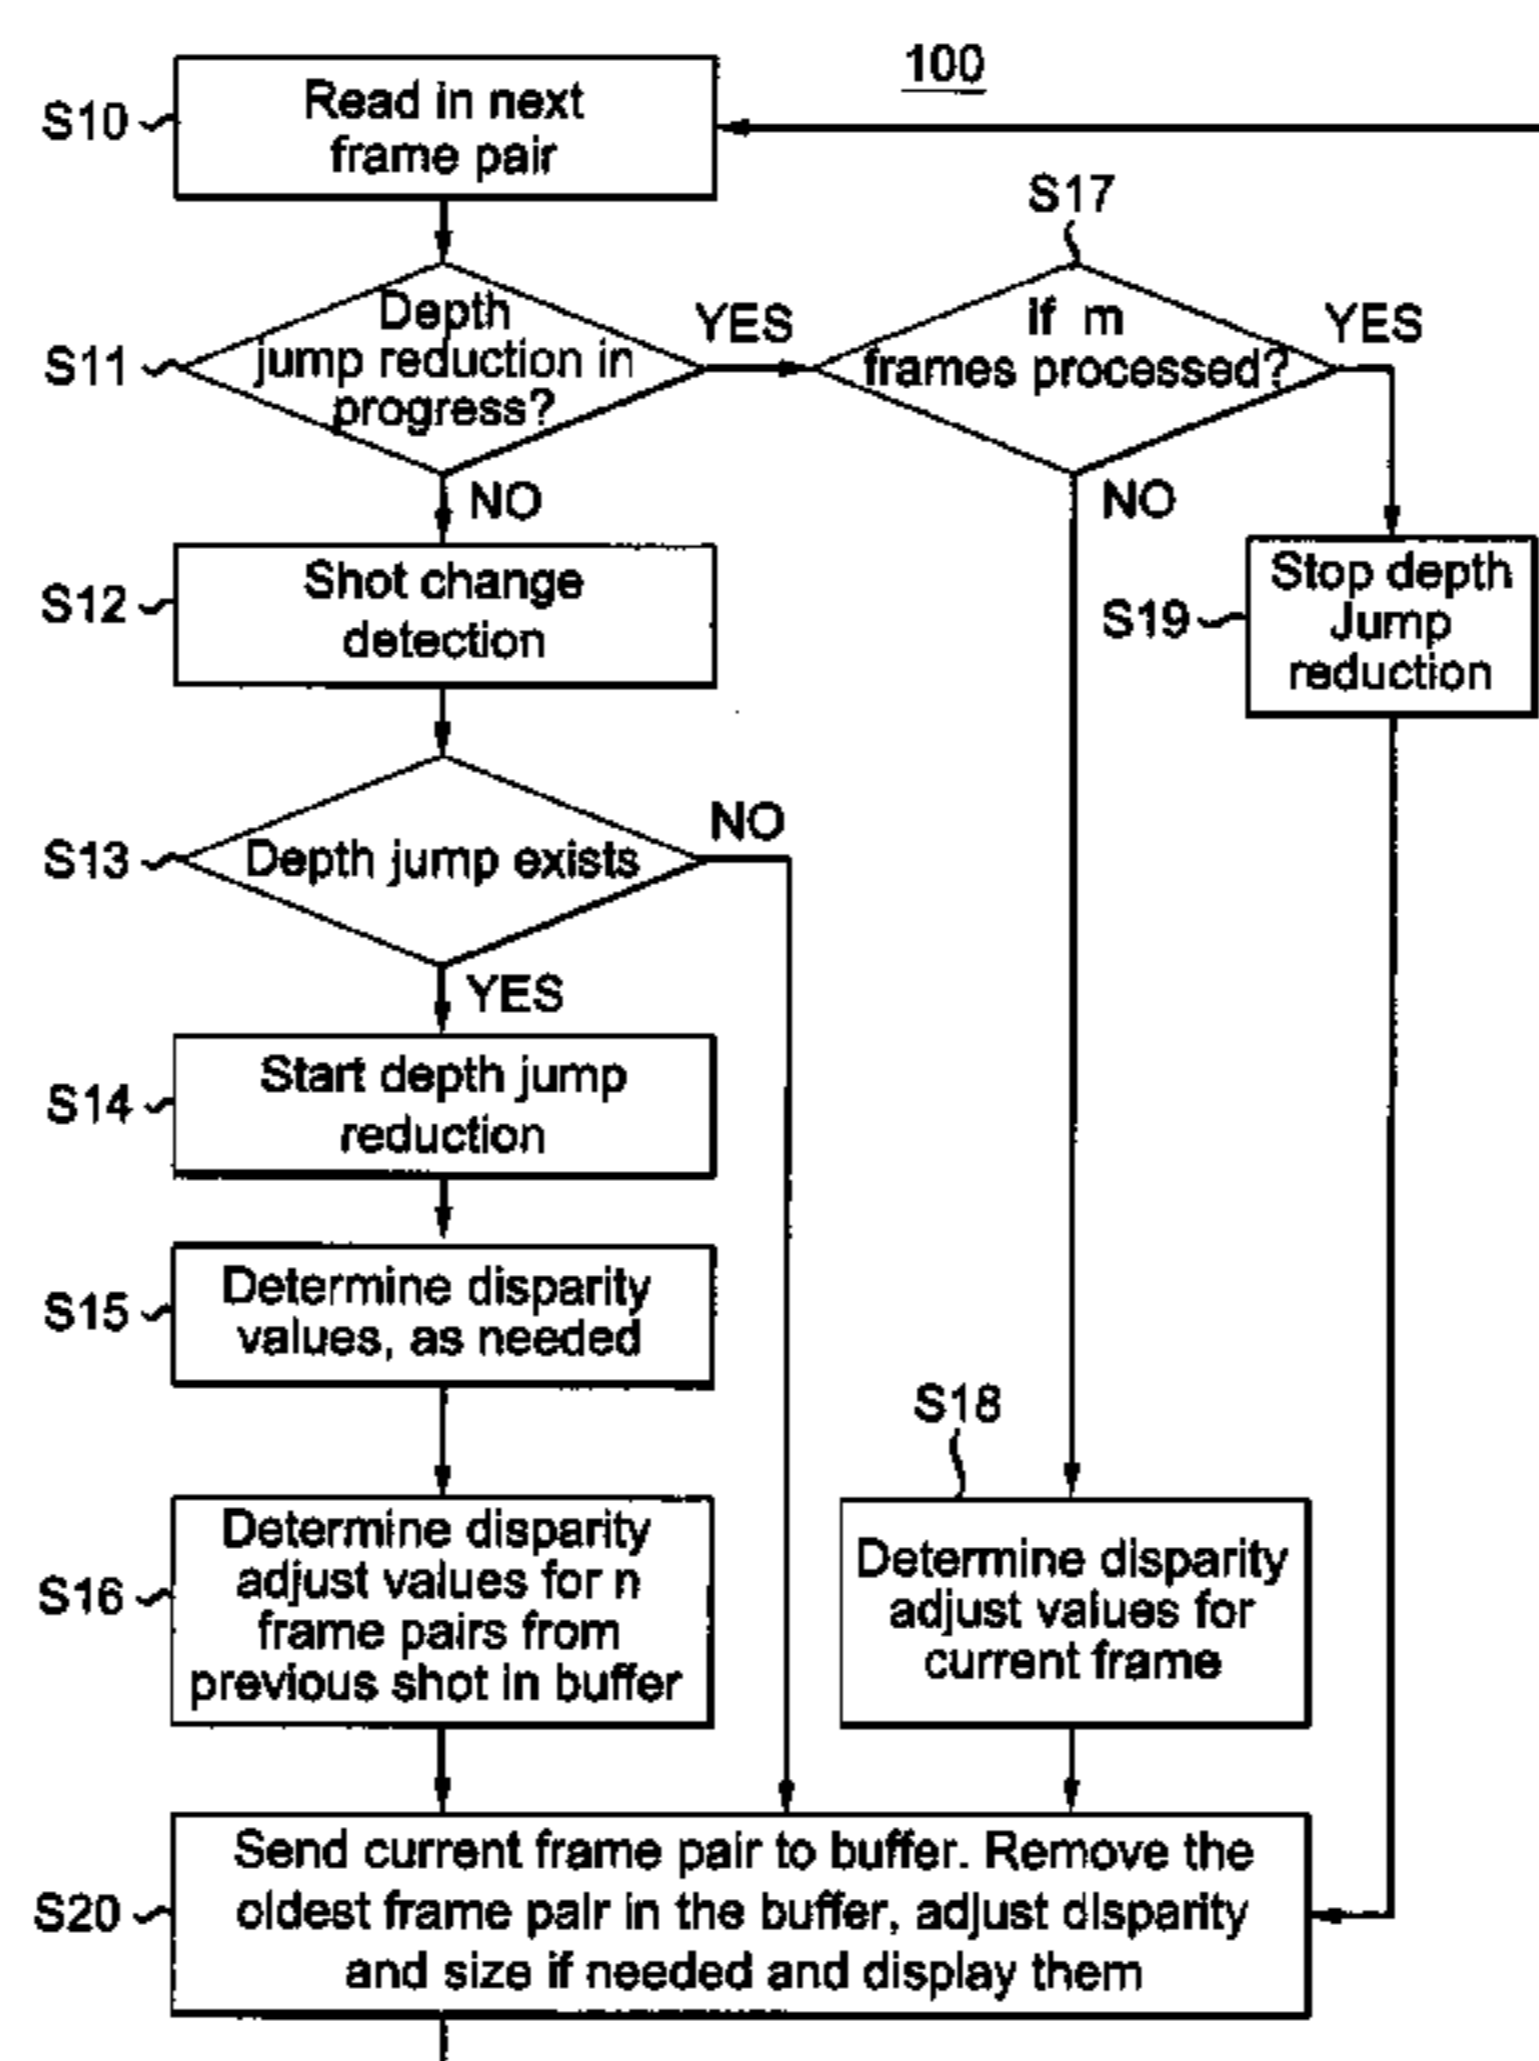 100
S10
Read in next
frame pair
S17
S11
Depth
jump reduction in
progress?
YES
if m
frames processed?
YES
NO
NO
S12
Shot change
detection
S19
Stop depth
Jump
reduction
S13
Depth jump exists
NO
YES
S14
Start depth jump
reduction
S15
Determine disparity
values, as needed
S16
Determine disparity
adjust values for n
frame pairs from
previous shot in buffer
S18
Determine disparity
adjust values for
current frame
S20
Send current frame pair to buffer. Remove the
oldest frame pair in the buffer, adjust disparity
and size if needed and display them